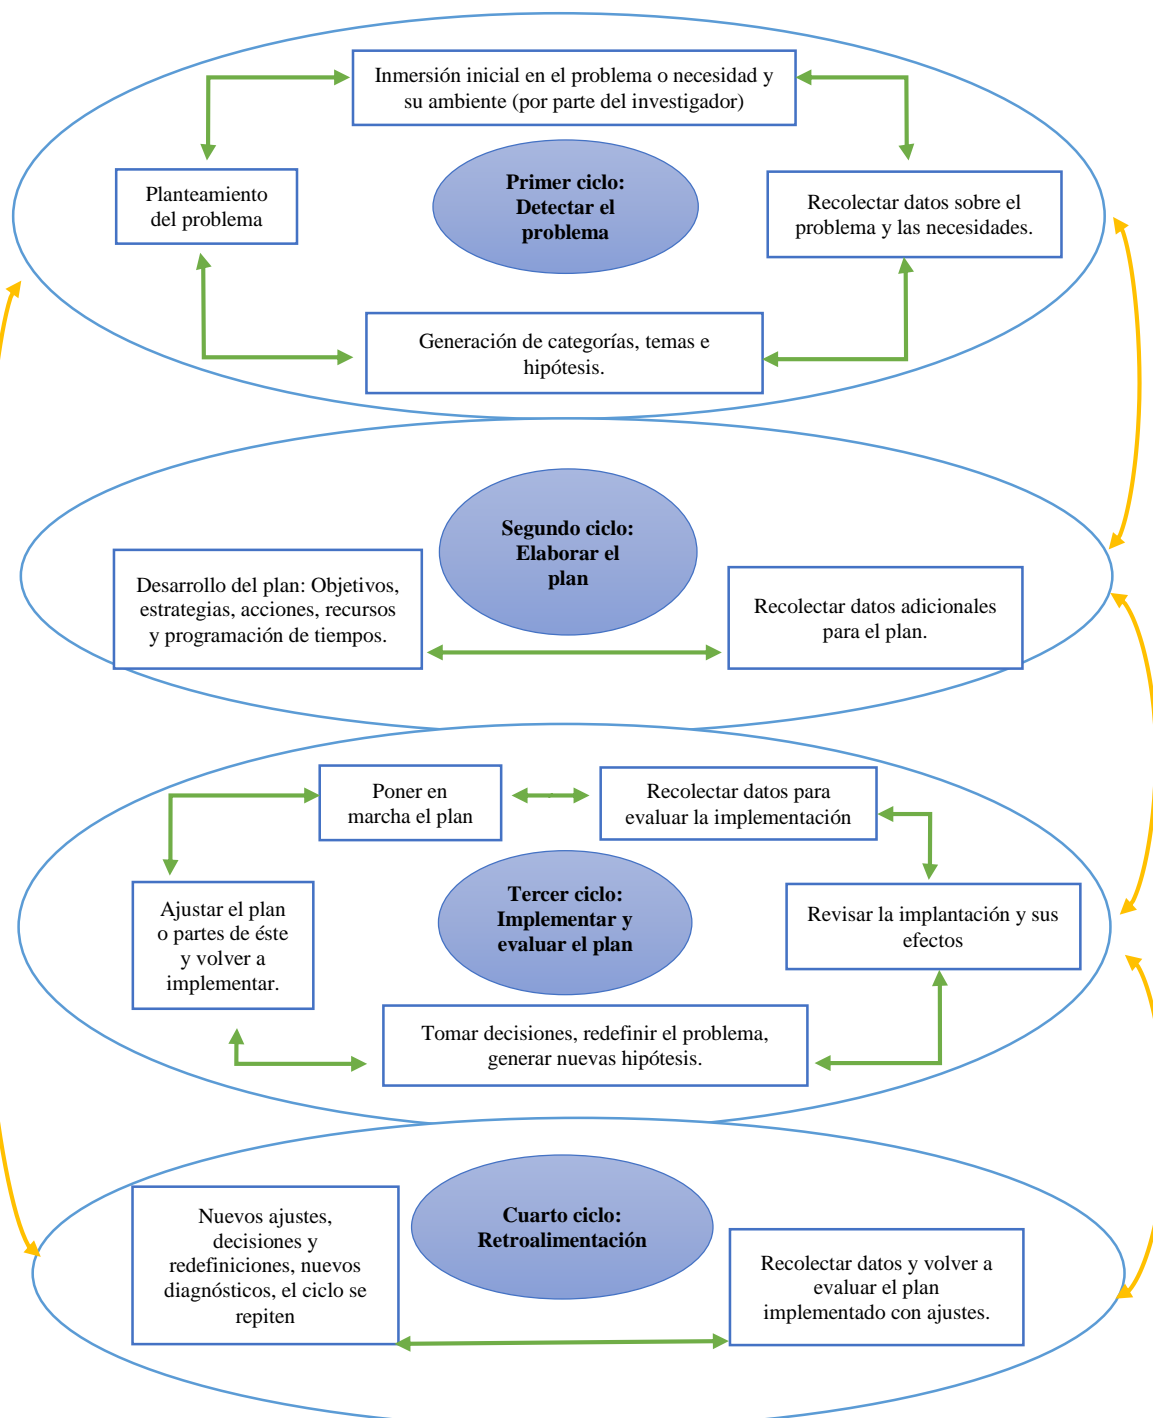 Inmersión inicial en el problema o necesidad y
su ambiente (por parte del investigador)
Primer ciclo:
Detectar el
problema
Planteamiento
del problema
Recolectar datos sobre el
problema y las necesidades.
Generación de categorías, temas e
hipótesis.
Segundo ciclo:
Elaborar el
plan
Desarrollo del plan: Objetivos,
estrategias, acciones, recursos
y programación de tiempos.
Recolectar datos adicionales
para el plan.
Poner en
marcha el plan
Recolectar datos para
evaluar la implementación
Tercer ciclo:
Implementar y
evaluar el plan
Ajustar el plan
o partes de éste
y volver a
implementar.
Revisar la implantación y sus
efectos
Tomar decisiones, redefinir el problema,
generar nuevas hipótesis.
Cuarto ciclo:
Retroalimentación
Nuevos ajustes,
decisiones y
redefiniciones, nuevos
diagnósticos, el ciclo se
repiten
Recolectar datos y volver a
evaluar el plan
implementado con ajustes.